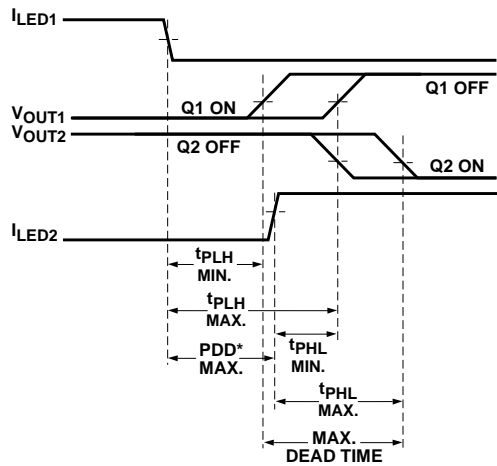 ILED1
VOUT1
Q1 ON
Q1 OFF
VOUT2
Q2 OFF
Q2 ON
ILED2
tPLH
MIN.
tPLH
MAX.
PDD*
MAX.
tPHL
MIN.
tPHL
MAX.
MAX.
DEAD TIME